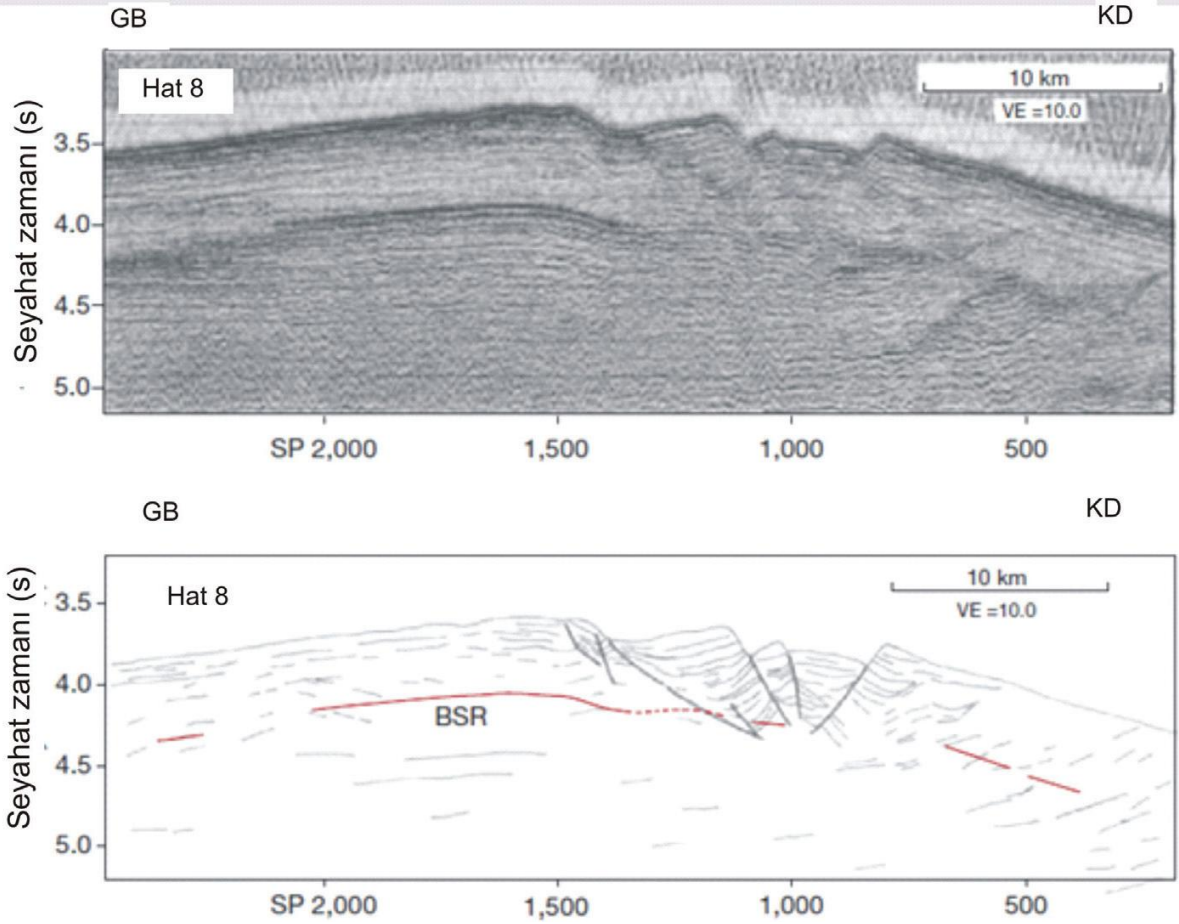 GB
KD
Hat 8
10 km
VE =10.0
Seyahat zamanı (s)
3.5
4.0
4.5
5.0
SP 2,000
1,500
1,000
500
GB
KD
Hat 8
10 km
VE =10.0
Seyahat zamanı (s)
3.5
4.0
BSR
4.5
5.0
SP 2,000
1,500
1,000
500